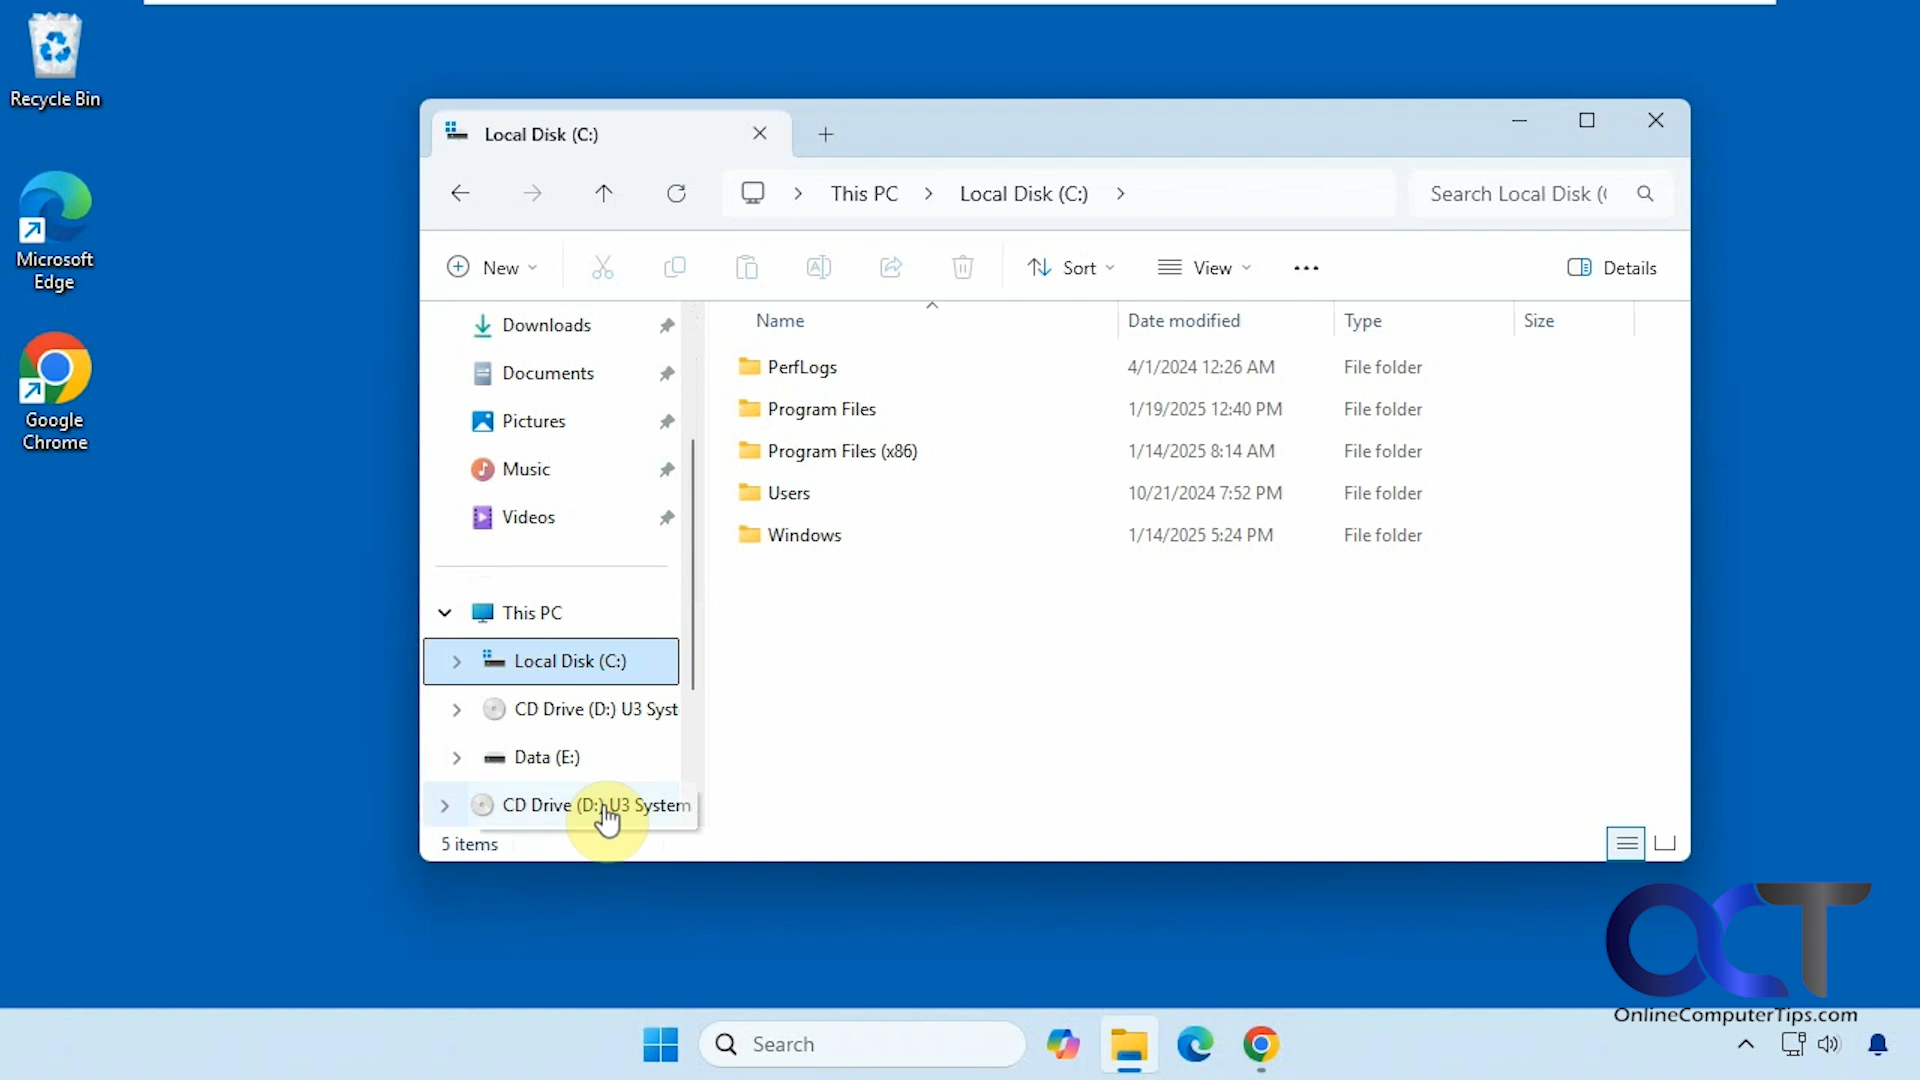 Recycle Bin
Microsoft
Edge
Google
Chrome
Local Disk (C:)
This PC
Local Disk (C:)
Search Local Disk (
New
Sort
View
Details
Downloads
Documents
Pictures
Music
Videos
This PC
Local Disk (C:)
CD Drive (D:) U3 Syst
Data (E:)
CD Drive (D:) U3 System
Name Date modified Type Size
PerfLogs 4/1/2024 12:26 AM File folder
Program Files 1/19/2025 12:40 PM File folder
Program Files (x86) 1/14/2025 8:14 AM File folder
Users 10/21/2024 7:52 PM File folder
Windows 1/14/2025 5:24 PM File folder
5 items
OCT
OnlineComputerTips.com
Search